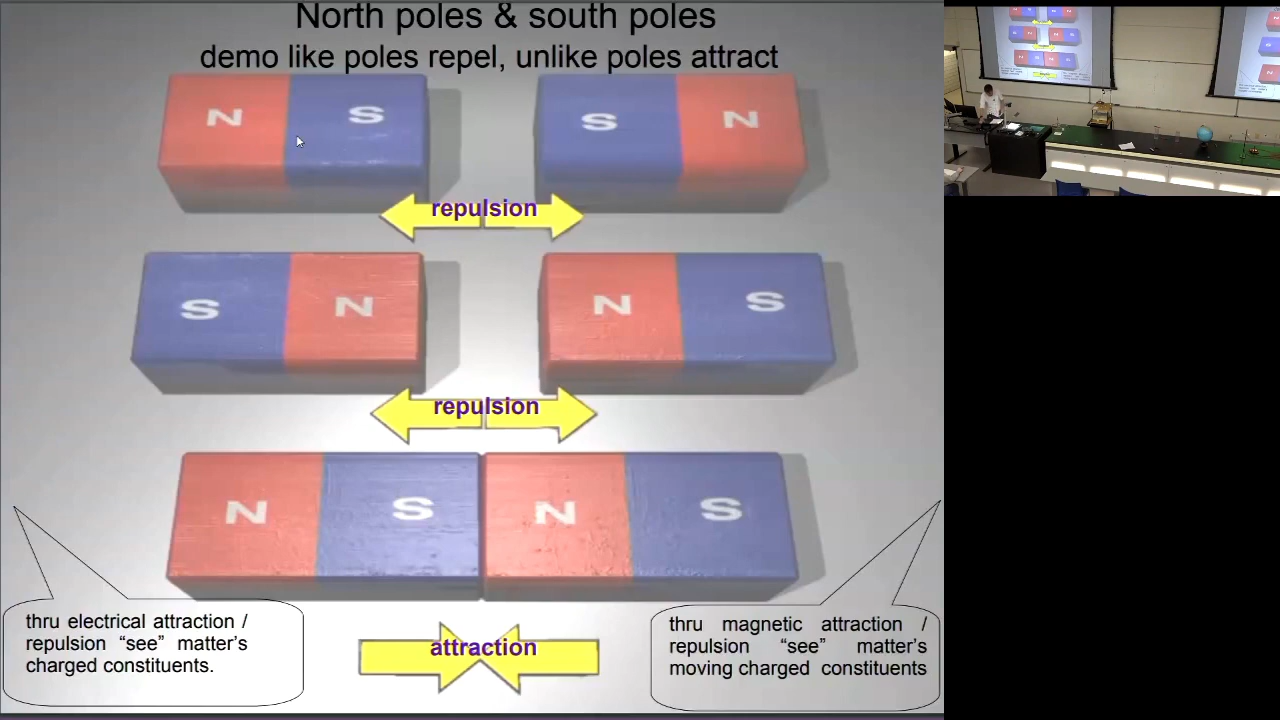 North poles & south poles
demo like poles repel, unlike poles attract
N S S N
repulsion
S N N S
repulsion
N S N S
attraction
thru electrical attraction /
repulsion “see” matter’s
charged constituents.
thru magnetic attraction /
repulsion “see” matter’s
moving charged constituents